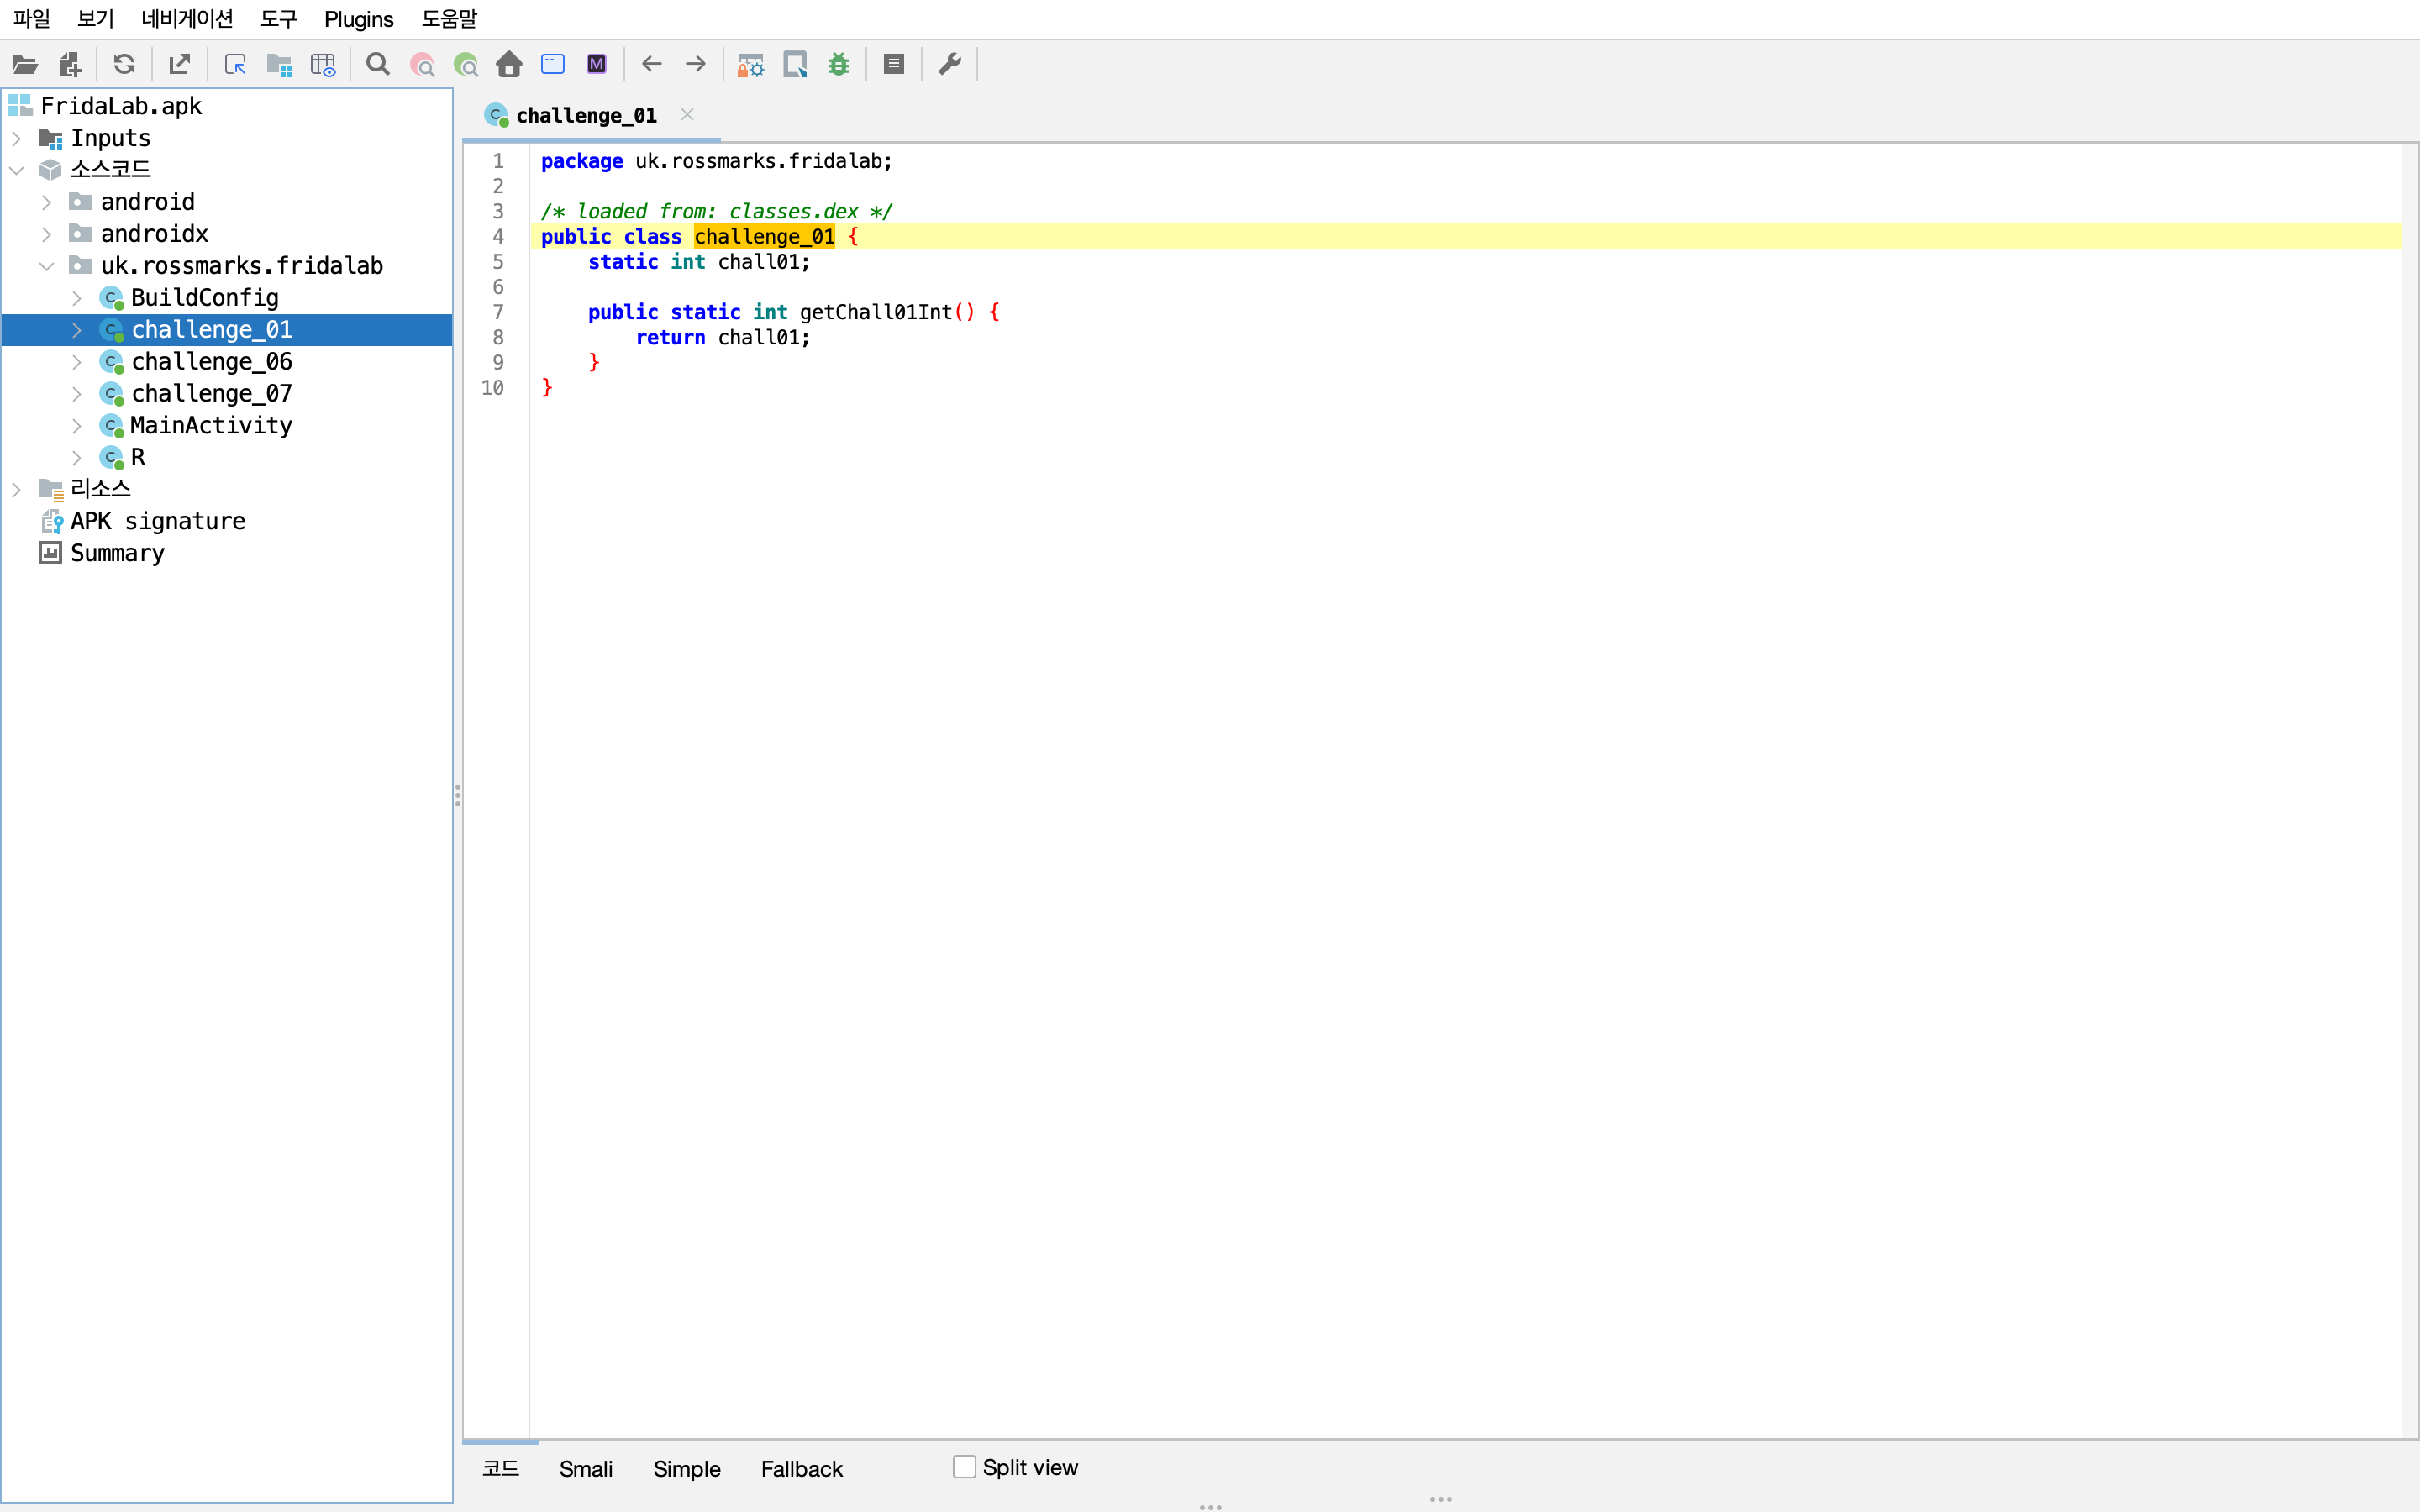 파일 보기 네비게이션 도구 Plugins 도움말
FridaLab.apk
Inputs
소스코드
android
androidx
uk.rossmarks.fridalab
BuildConfig
challenge_01
challenge_06
challenge_07
MainActivity
R
리소스
APK signature
Summary
challenge_01
1 package uk.rossmarks.fridalab;
2
3 /* loaded from: classes.dex */
4 public class challenge_01 {
5     static int chall01;
6
7     public static int getChall01Int() {
8         return chall01;
9     }
10 }
코드 Smali Simple Fallback Split view